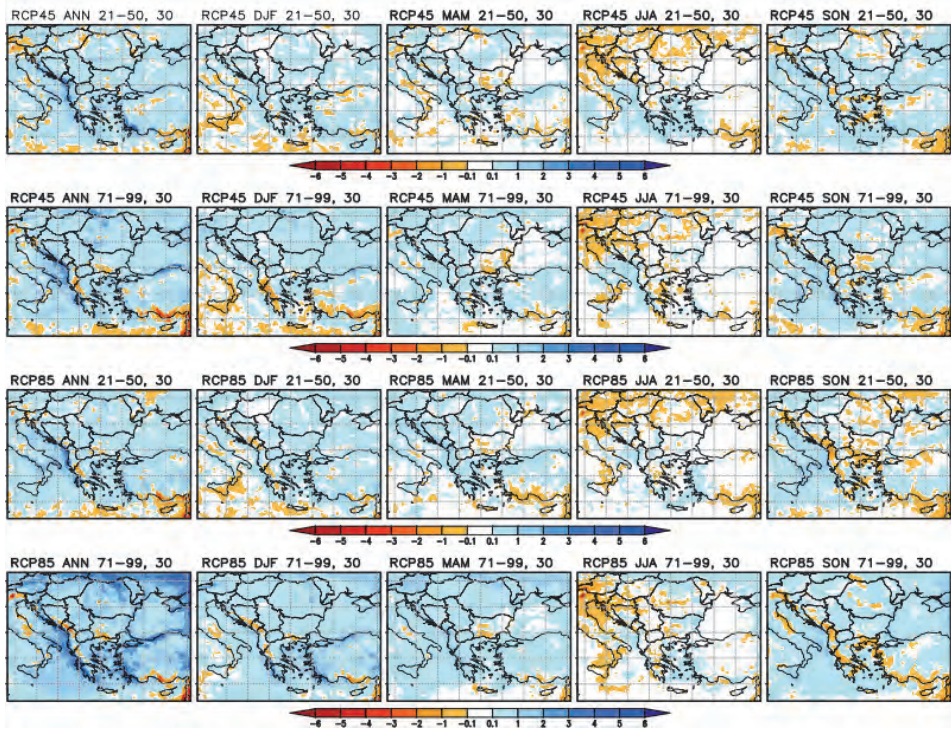 RCP45 ANN 21-50, 30 RCP45 DJF 21-50, 30 RCP45 MAM 21-50, 30 RCP45 JJA 21-50, 30 RCP45 SON 21-50, 30
-6 -5 -4 -3 -2 -1 -0.1 0.1 1 2 3 4 5 6
RCP45 ANN 71-99, 30 RCP45 DJF 71-99, 30 RCP45 MAM 71-99, 30 RCP45 JJA 71-99, 30 RCP45 SON 71-99, 30
-6 -5 -4 -3 -2 -1 -0.1 0.1 1 2 3 4 5 6
RCP85 ANN 21-50, 30 RCP85 DJF 21-50, 30 RCP85 MAM 21-50, 30 RCP85 JJA 21-50, 30 RCP85 SON 21-50, 30
-6 -5 -4 -3 -2 -1 -0.1 0.1 1 2 3 4 5 6
RCP85 ANN 71-99, 30 RCP85 DJF 71-99, 30 RCP85 MAM 71-99, 30 RCP85 JJA 71-99, 30 RCP85 SON 71-99, 30
-6 -5 -4 -3 -2 -1 -0.1 0.1 1 2 3 4 5 6